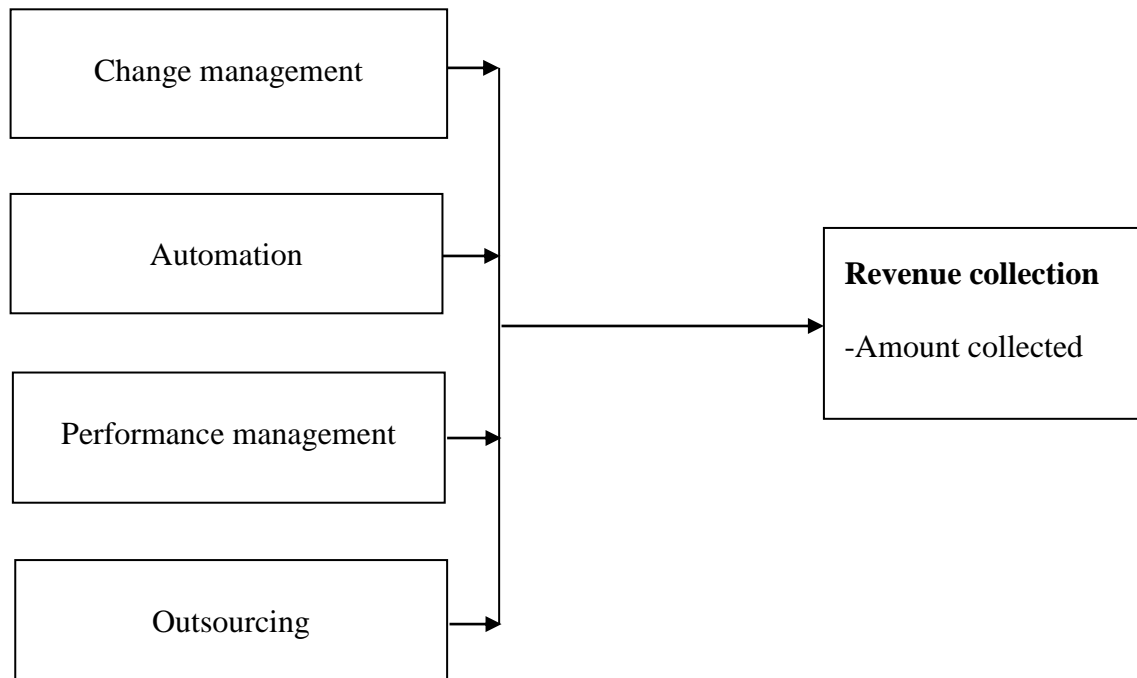 Change management
Automation
Performance management
Outsourcing
Revenue collection
-Amount collected